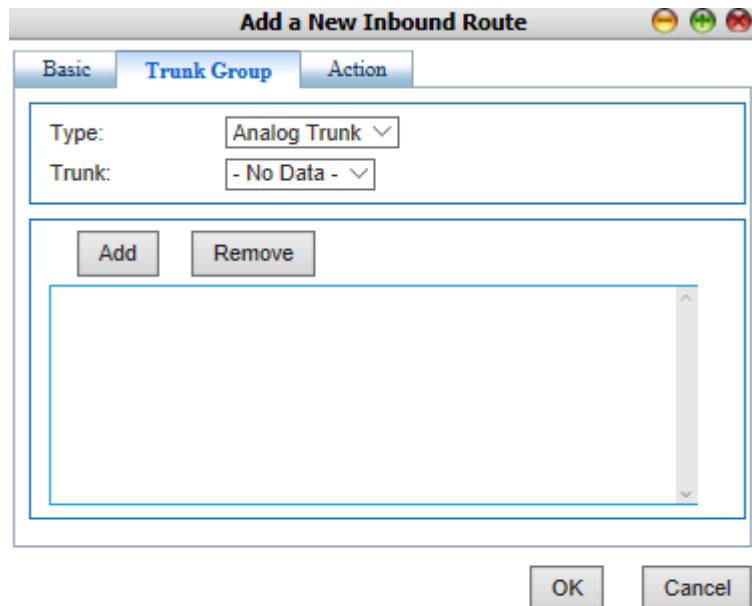 Add a New Inbound Route
Basic Trunk Group Action
Type: Analog Trunk
Trunk: - No Data -
Add Remove
OK Cancel